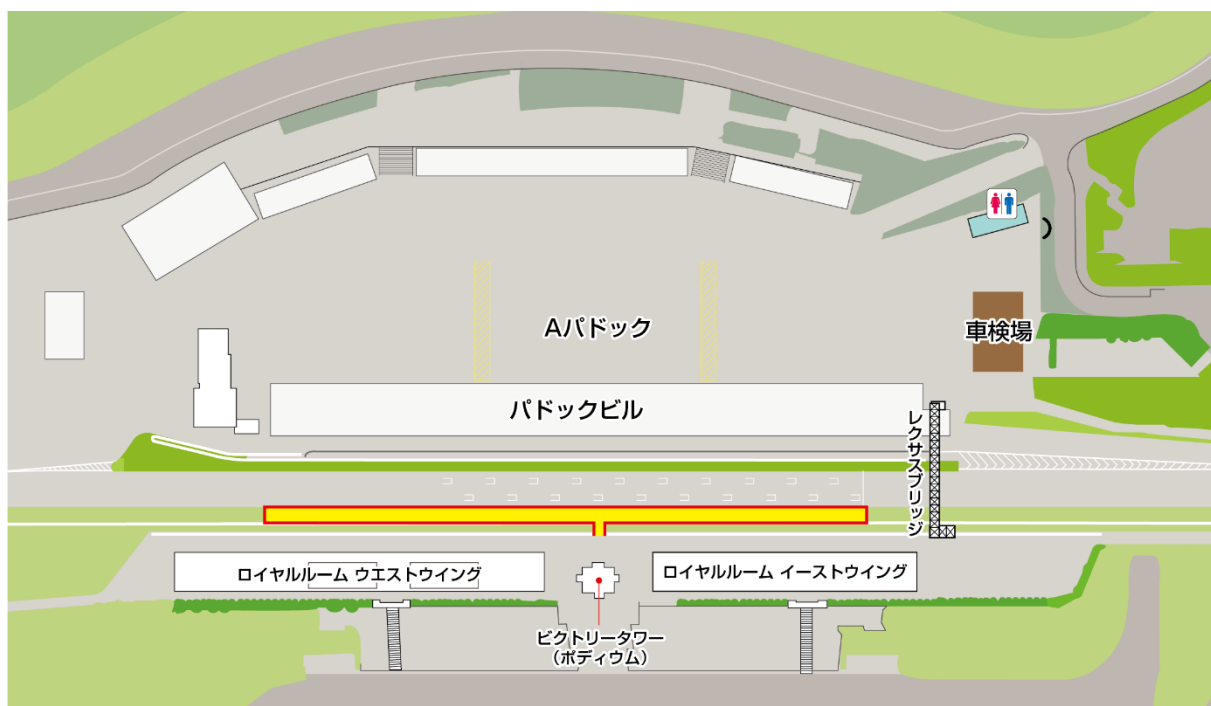 Aパドック
車検場
パドックビル
レクサスブリッジ
ロイヤルルーム ウエストウイング
ロイヤルルーム イーストウイング
ビクトリータワー
(ポディウム)